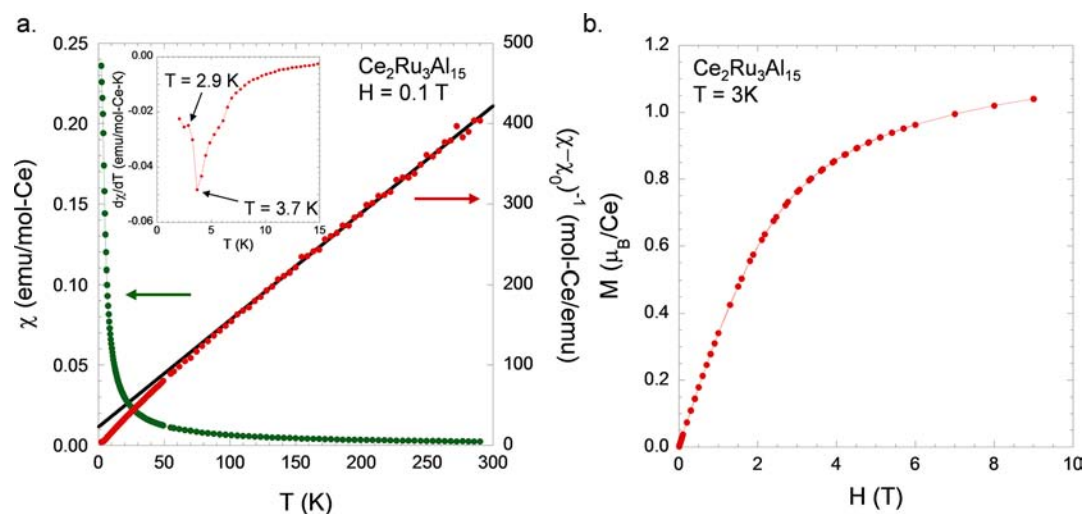 a.
0.25
0.20
0.15
0.10
0.05
0.00
χ (emu/mol-Ce)
0
50
100
150
200
250
300
T (K)
500
400
300
200
100
0
(χ−χ₀)⁻¹ (mol-Ce/emu)
Ce₂Ru₃Al₁₅
H = 0.1 T
0.00
-0.02
-0.04
-0.06
dχ/dT (emu/mol-Ce-K)
0
5
10
15
T (K)
T = 2.9 K
T = 3.7 K
b.
1.2
1.0
0.8
0.6
0.4
0.2
0.0
M (μ_B/Ce)
0
2
4
6
8
10
H (T)
Ce₂Ru₃Al₁₅
T = 3K